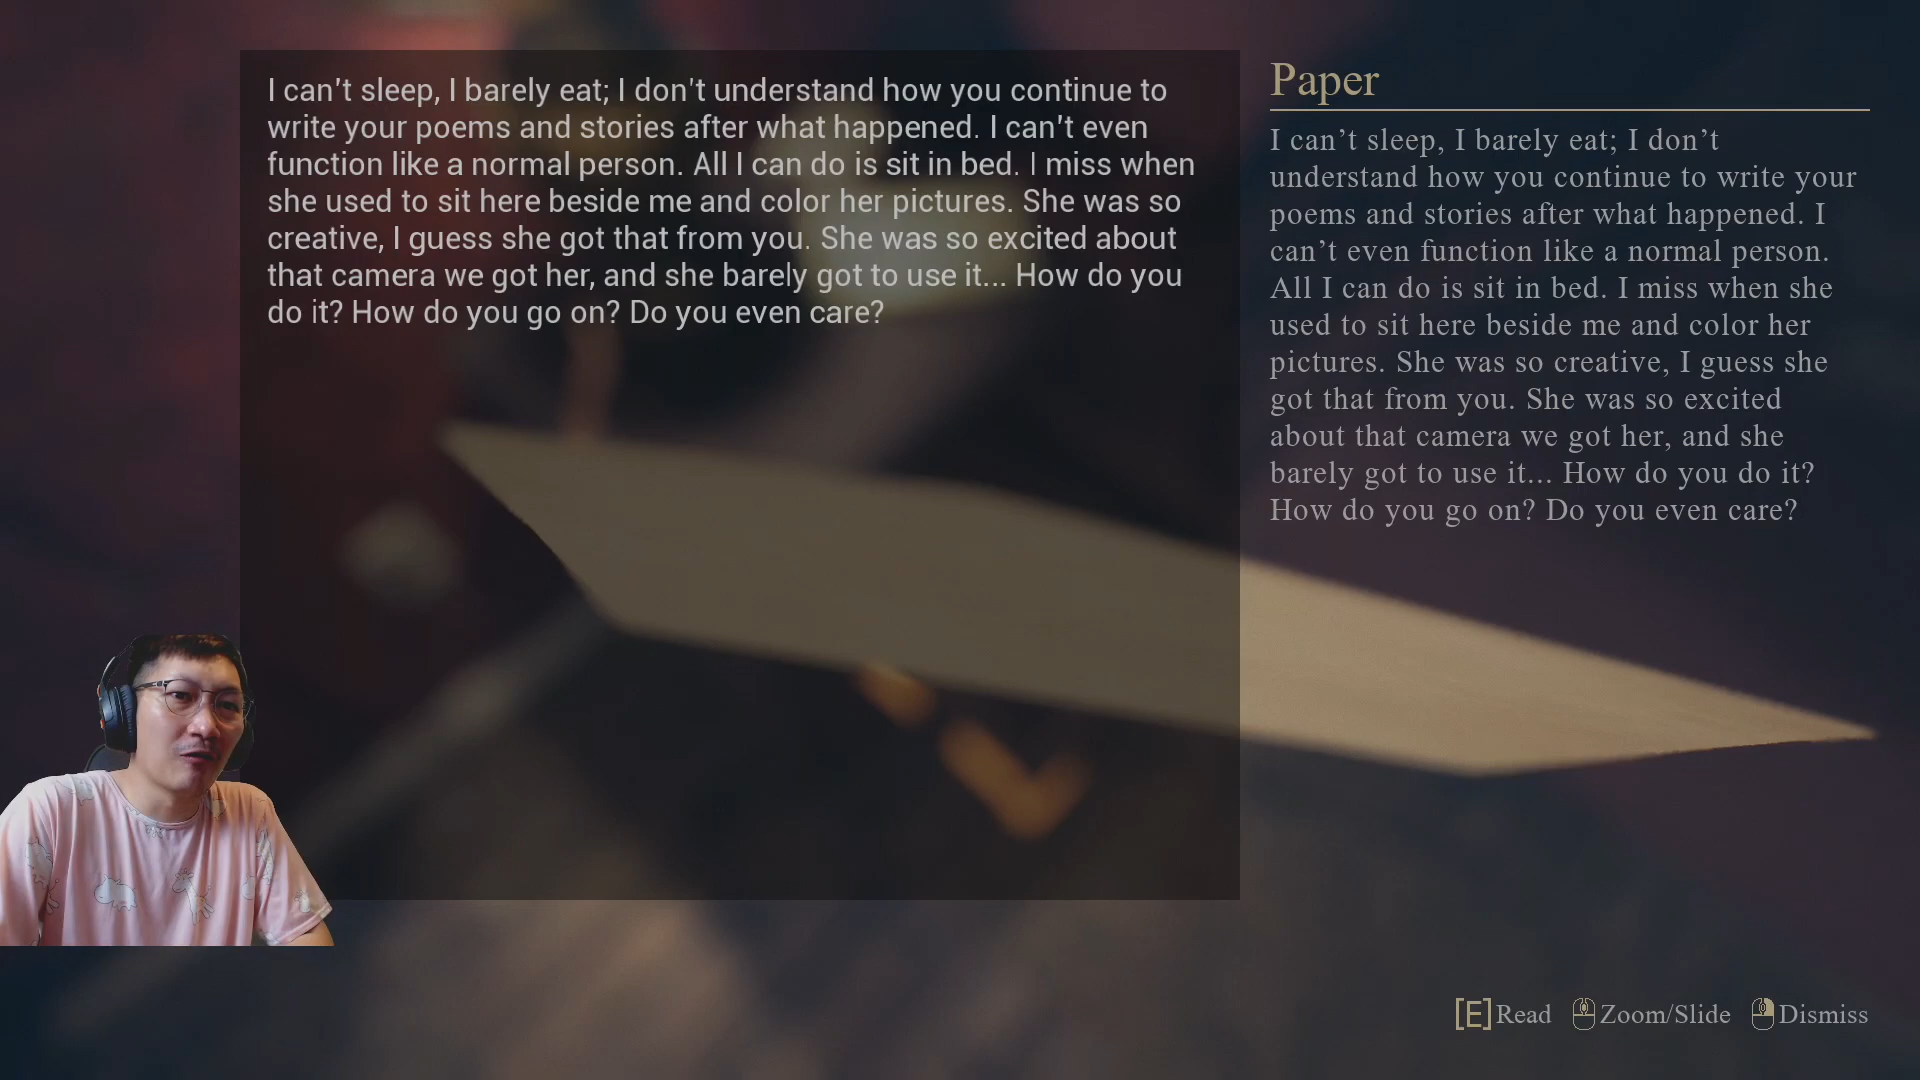 I can't sleep, I barely eat; I don't understand how you continue to
write your poems and stories after what happened. I can't even
function like a normal person. All I can do is sit in bed. I miss when
she used to sit here beside me and color her pictures. She was so
creative, I guess she got that from you. She was so excited about
that camera we got her, and she barely got to use it... How do you
do it? How do you go on? Do you even care?
Paper
I can’t sleep, I barely eat; I don’t
understand how you continue to write your
poems and stories after what happened. I
can’t even function like a normal person.
All I can do is sit in bed. I miss when she
used to sit here beside me and color her
pictures. She was so creative, I guess she
got that from you. She was so excited
about that camera we got her, and she
barely got to use it... How do you do it?
How do you go on? Do you even care?
[E] Read Zoom/Slide Dismiss